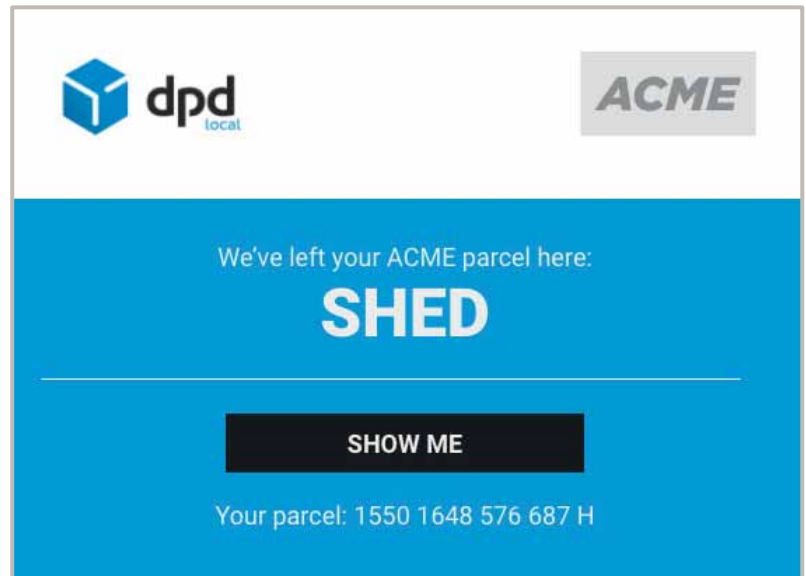 dpd
local
ACME
We've left your ACME parcel here:
SHED
SHOW ME
Your parcel: 1550 1648 576 687 H